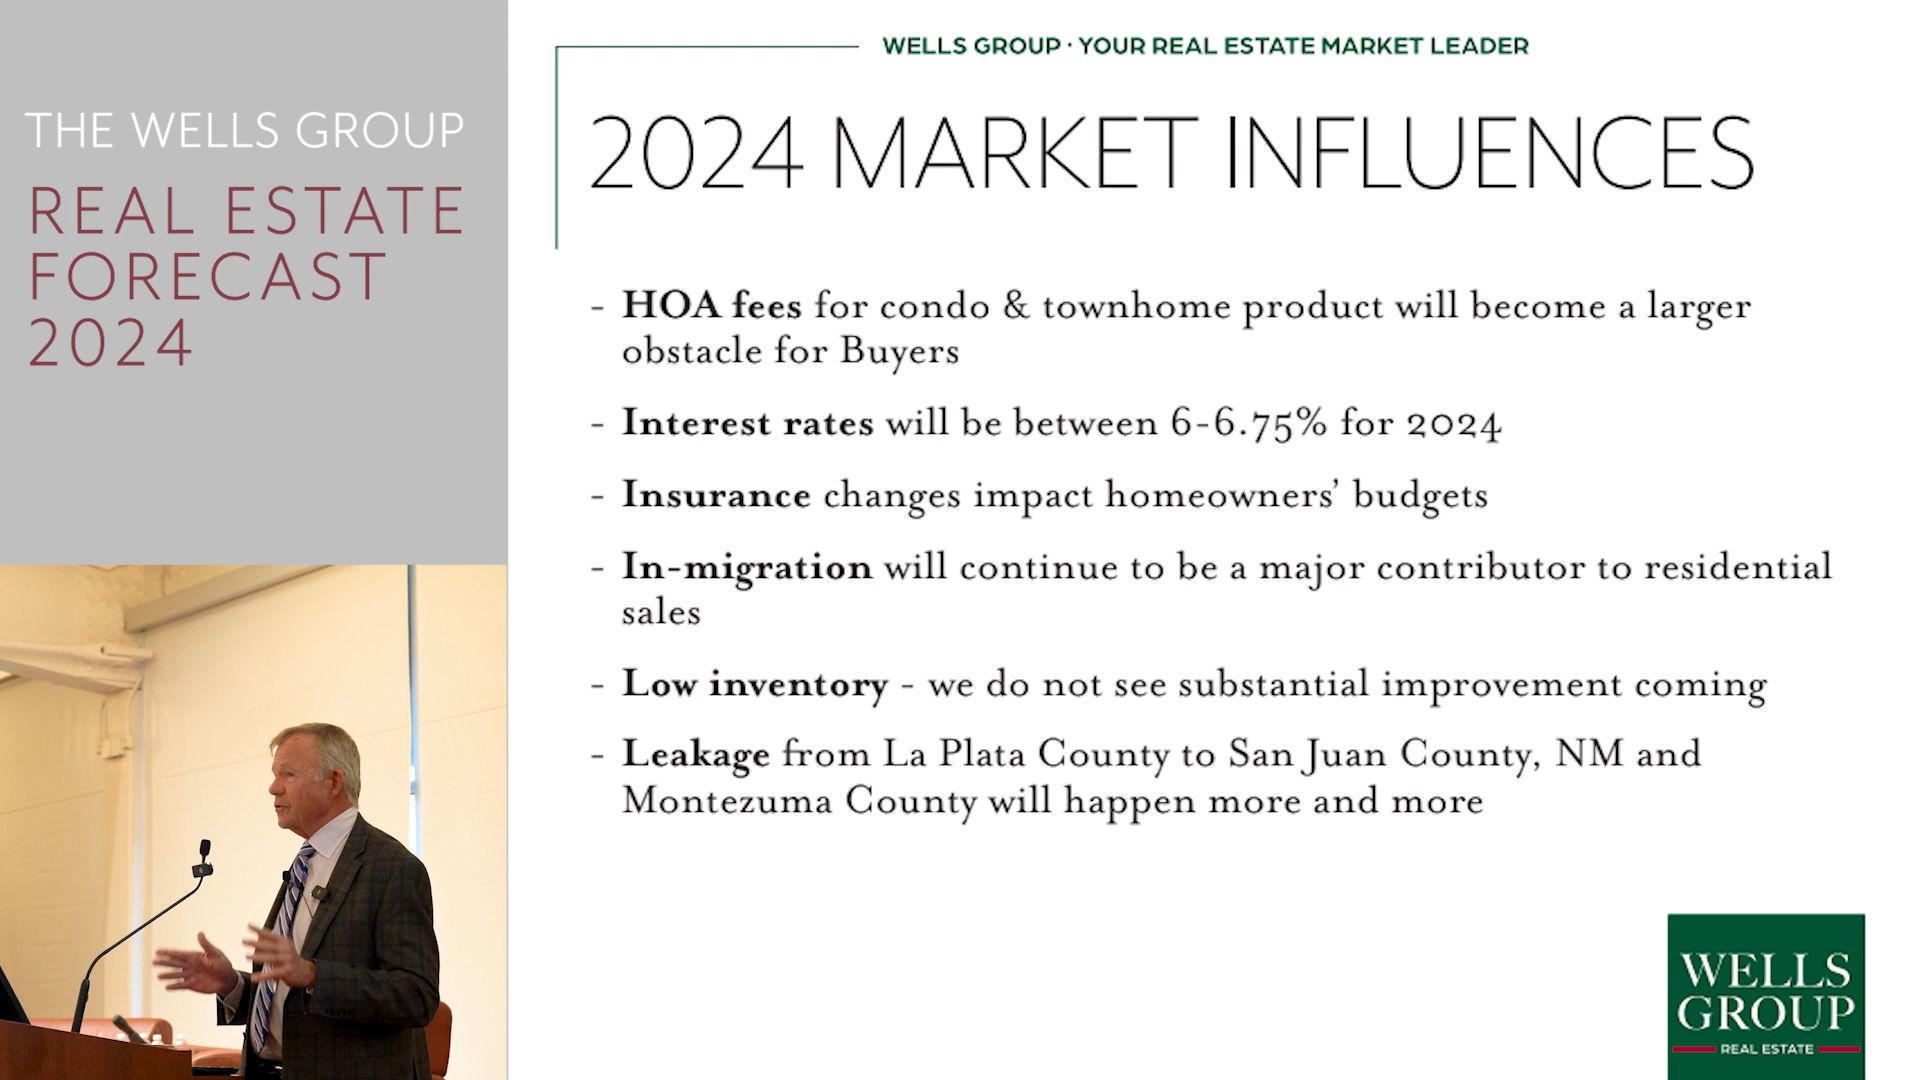 THE WELLS GROUP
REAL ESTATE
FORECAST
2024
WELLS GROUP · YOUR REAL ESTATE MARKET LEADER
2024 MARKET INFLUENCES
- HOA fees for condo & townhome product will become a larger
obstacle for Buyers
- Interest rates will be between 6-6.75% for 2024
- Insurance changes impact homeowners’ budgets
- In-migration will continue to be a major contributor to residential
sales
- Low inventory - we do not see substantial improvement coming
- Leakage from La Plata County to San Juan County, NM and
Montezuma County will happen more and more
WELLS
GROUP
REAL ESTATE